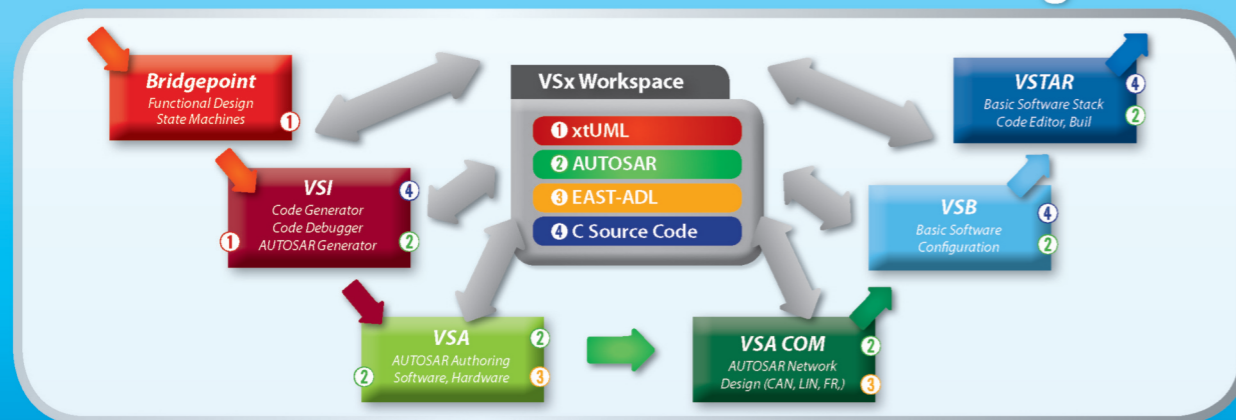 Bridgepoint
Functional Design
State Machines
1
VSI
4
Code Generator
Code Debugger
1 AUTOSAR Generator 2
VSA 2
AUTOSAR Authoring
2 Software, Hardware 3
VSx Workspace
1 xtUML
2 AUTOSAR
3 EAST-ADL
4 C Source Code
VSA COM 2
AUTOSAR Network
Design (CAN, LIN, FR,) 3
VSB 4
Basic Software
Configuration 2
VSTAR 4
Basic Software Stack
Code Editor, Buil 2